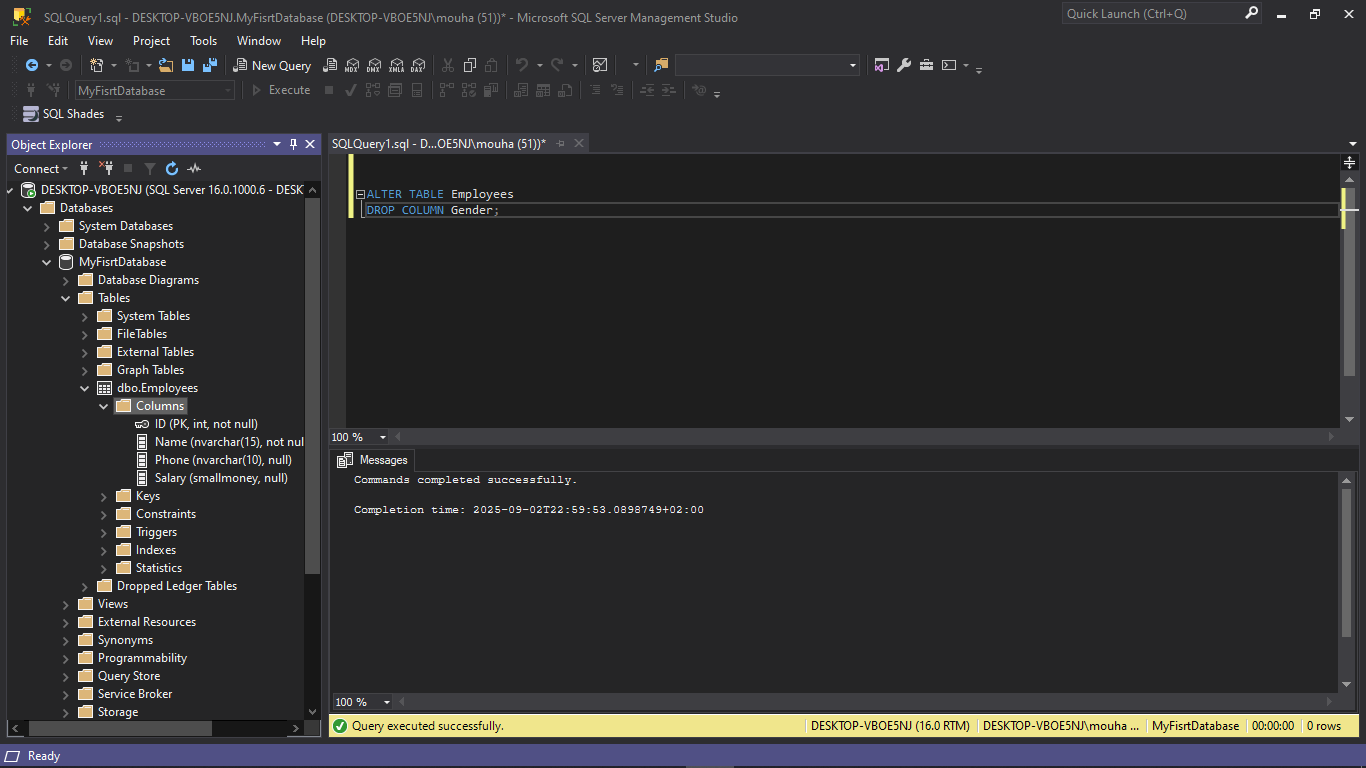 SQLQuery1.sql - DESKTOP-VBOE5NJ.MyFisrtDatabase (DESKTOP-VBOE5NJ\mouha (51))* - Microsoft SQL Server Management Studio
Quick Launch (Ctrl+Q)
File Edit View Project Tools Window Help
New Query
MDX DMX XMLA DAX
MyFisrtDatabase
Execute
SQL Shades
Object Explorer
SQLQuery1.sql - D...OE5NJ\mouha (51))*
Connect
DESKTOP-VBOE5NJ (SQL Server 16.0.1000.6 - DESK
Databases
System Databases
Database Snapshots
MyFisrtDatabase
Database Diagrams
Tables
System Tables
FileTables
External Tables
Graph Tables
dbo.Employees
Columns
ID (PK, int, not null)
Name (nvarchar(15), not nul
Phone (nvarchar(10), null)
Salary (smallmoney, null)
Keys
Constraints
Triggers
Indexes
Statistics
Dropped Ledger Tables
Views
External Resources
Synonyms
Programmability
Query Store
Service Broker
Storage
ALTER TABLE Employees
DROP COLUMN Gender;
100 %
Messages
Commands completed successfully.
Completion time: 2025-09-02T22:59:53.0898749+02:00
100 %
Query executed successfully.
DESKTOP-VBOE5NJ (16.0 RTM)
DESKTOP-VBOE5NJ\mouha ...
MyFisrtDatabase
00:00:00
0 rows
Ready